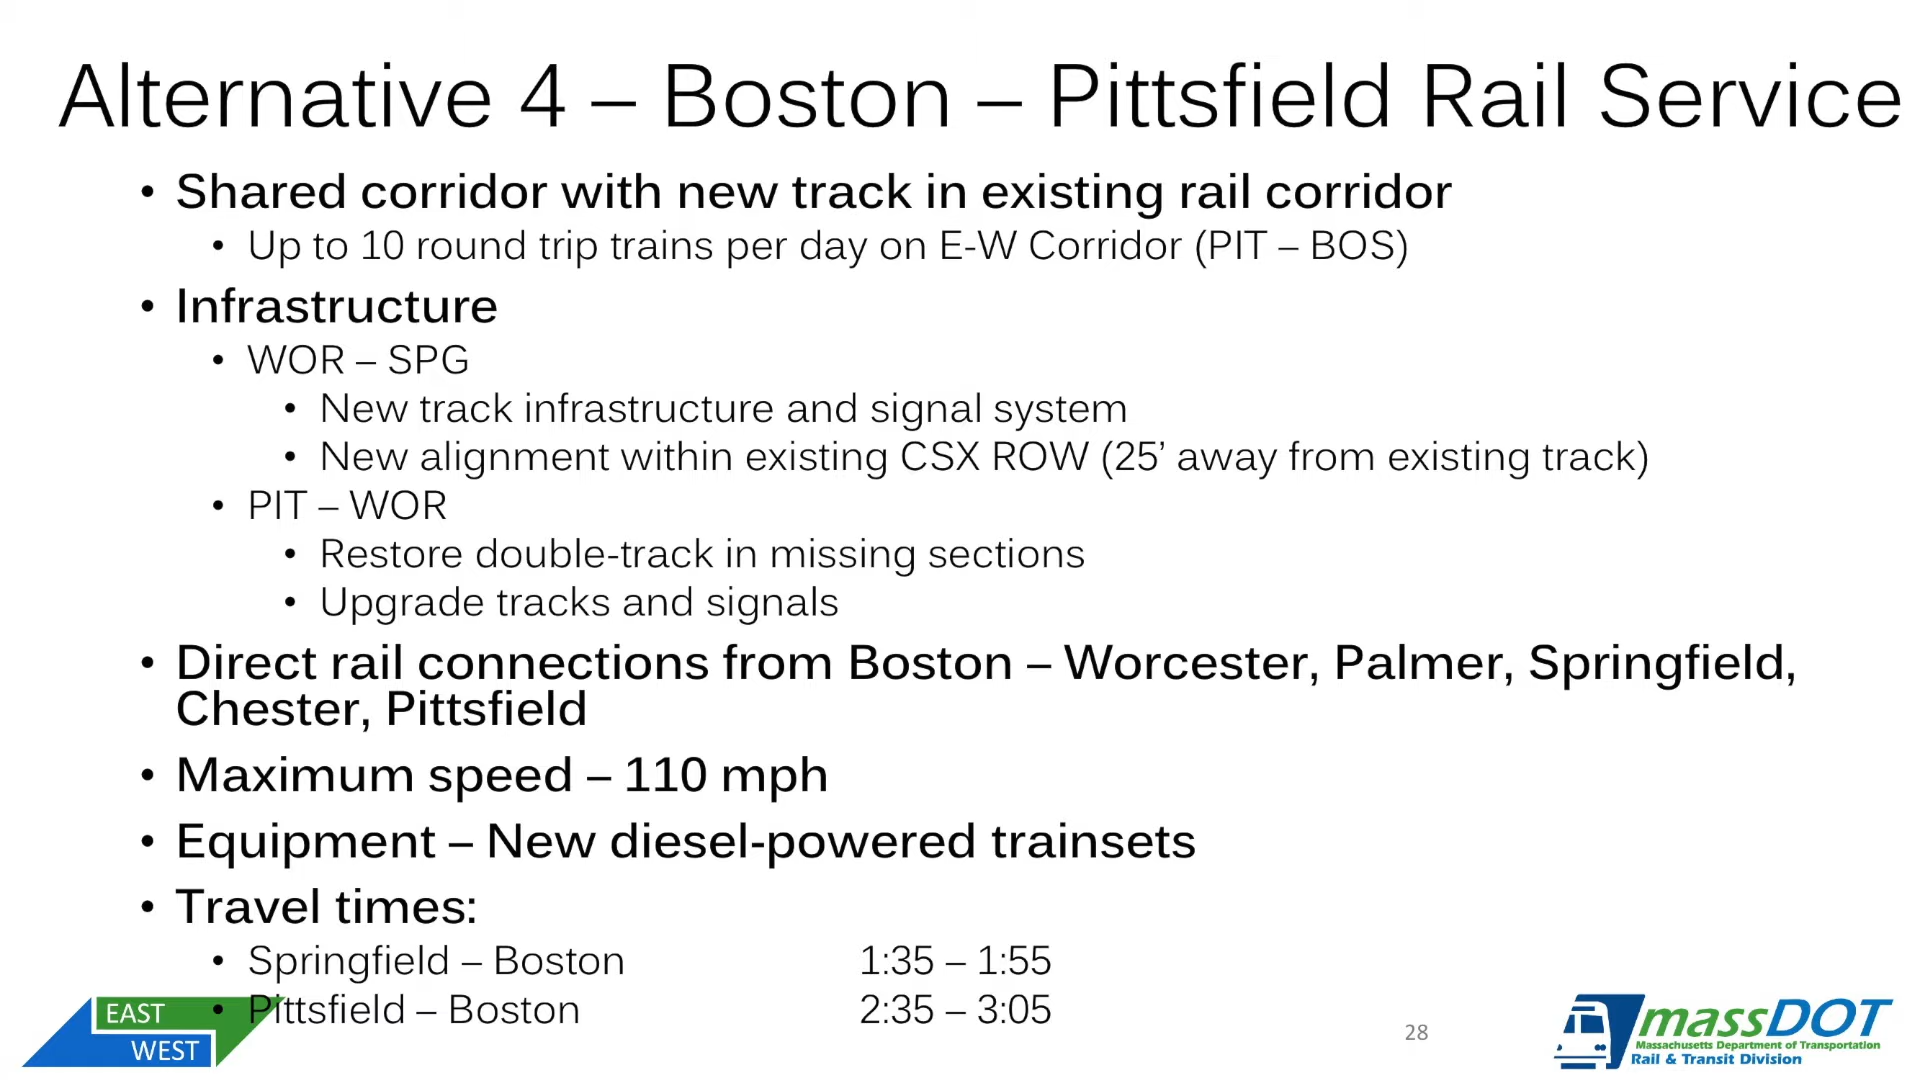 Alternative 4 – Boston – Pittsfield Rail Service
• Shared corridor with new track in existing rail corridor
• Up to 10 round trip trains per day on E-W Corridor (PIT – BOS)
• Infrastructure
• WOR – SPG
• New track infrastructure and signal system
• New alignment within existing CSX ROW (25’ away from existing track)
• PIT – WOR
• Restore double-track in missing sections
• Upgrade tracks and signals
• Direct rail connections from Boston – Worcester, Palmer, Springfield,
Chester, Pittsfield
• Maximum speed – 110 mph
• Equipment – New diesel-powered trainsets
• Travel times:
• Springfield – Boston 1:35 – 1:55
• Pittsfield – Boston 2:35 – 3:05
EAST
WEST
28
massDOT
Massachusetts Department of Transportation
Rail & Transit Division